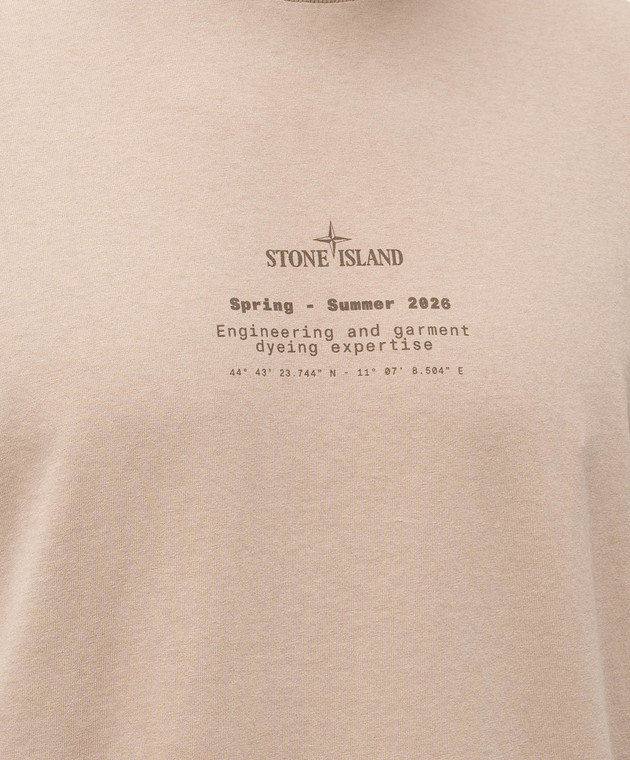 STONE ISLAND
Spring - Summer 2026
Engineering and garment
dyeing expertise
44° 43' 23.744" N - 11° 07' 8.504" E